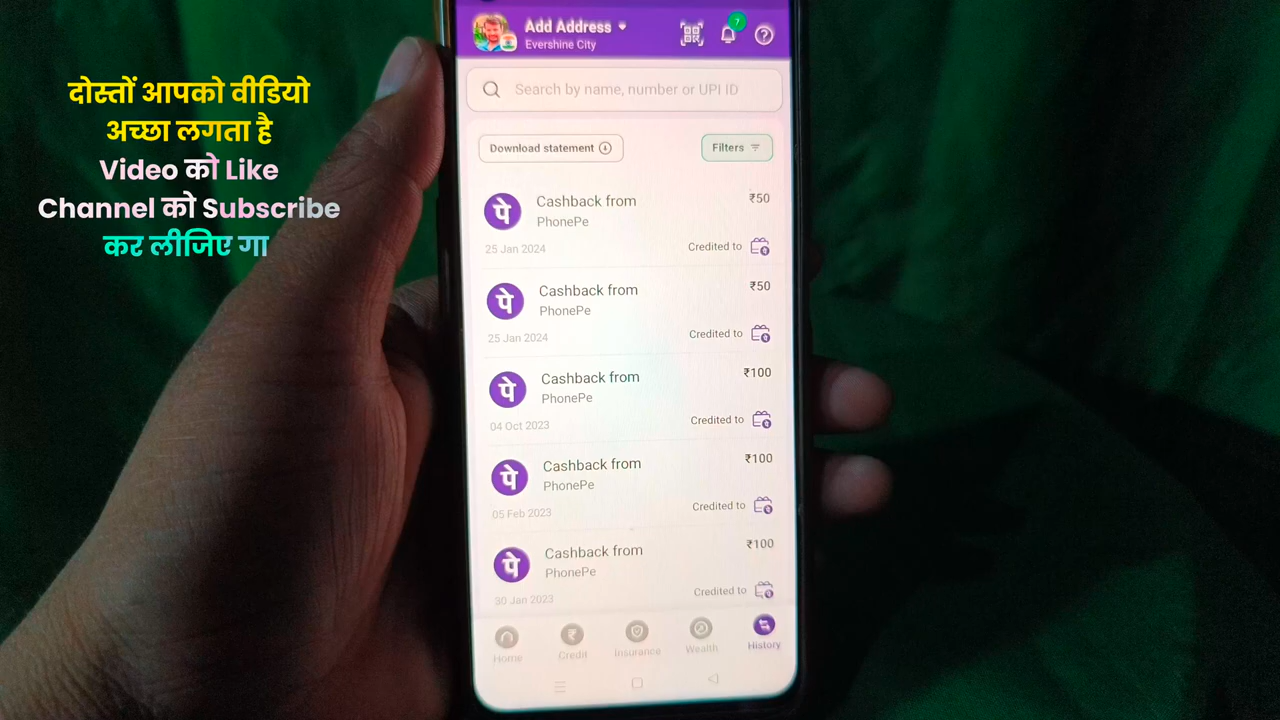 दोस्तों आपको वीडियो
अच्छा लगता है
Video को Like
Channel को Subscribe
कर लीजिए गा
Add Address
Evershine City
7
Search by name, number or UPI ID
Download statement
Filters
पे
Cashback from
₹50
PhonePe
25 Jan 2024
Credited to
पे
Cashback from
₹50
PhonePe
25 Jan 2024
Credited to
पे
Cashback from
₹100
PhonePe
04 Oct 2023
Credited to
पे
Cashback from
₹100
PhonePe
05 Feb 2023
Credited to
पे
Cashback from
₹100
PhonePe
30 Jan 2023
Credited to
Home
Credit
Insurance
Wealth
History